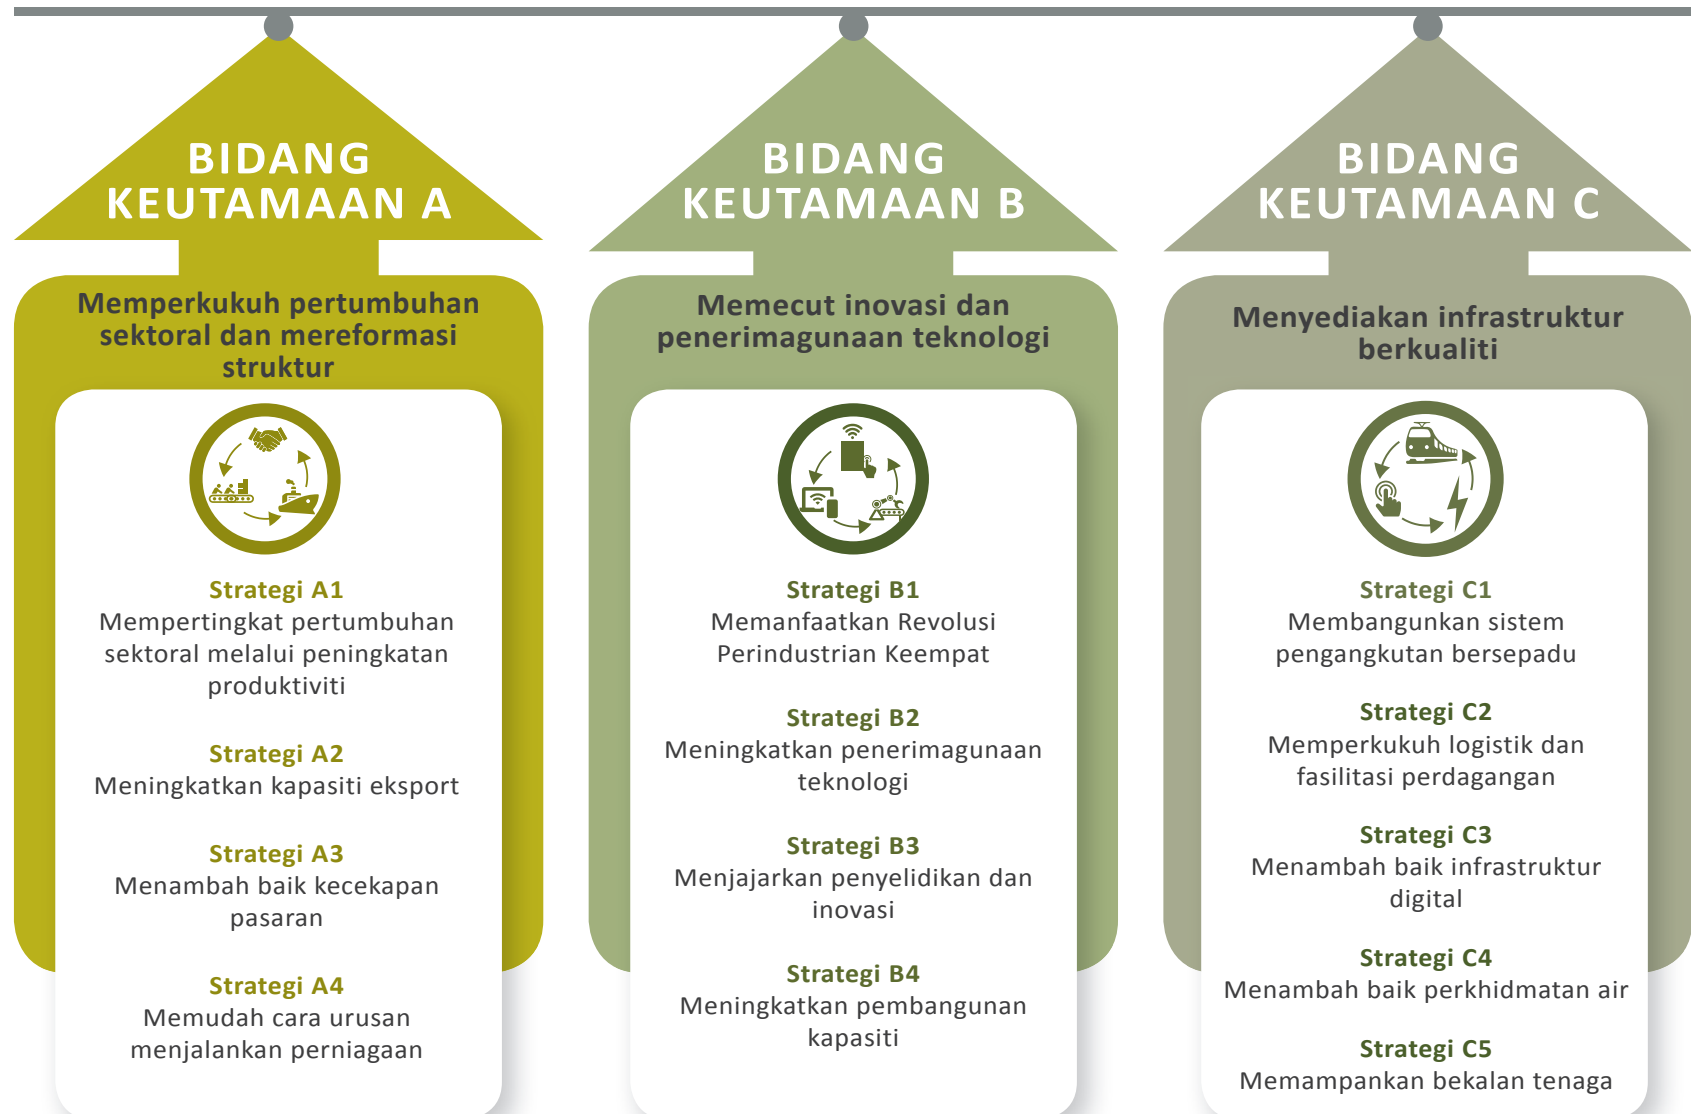 BIDANG
KEUTAMAAN A
Memperkukuh pertumbuhan
sektoral dan mereformasi
struktur
Strategi A1
Mempertingkat pertumbuhan
sektoral melalui peningkatan
produktiviti
Strategi A2
Meningkatkan kapasiti eksport
Strategi A3
Menambah baik kecekapan
pasaran
Strategi A4
Memudah cara urusan
menjalankan perniagaan
BIDANG
KEUTAMAAN B
Memecut inovasi dan
penerimagunaan teknologi
Strategi B1
Memanfaatkan Revolusi
Perindustrian Keempat
Strategi B2
Meningkatkan penerimagunaan
teknologi
Strategi B3
Menjajarkan penyelidikan dan
inovasi
Strategi B4
Meningkatkan pembangunan
kapasiti
BIDANG
KEUTAMAAN C
Menyediakan infrastruktur
berkualiti
Strategi C1
Membangunkan sistem
pengangkutan bersepadu
Strategi C2
Memperkukuh logistik dan
fasilitasi perdagangan
Strategi C3
Menambah baik infrastruktur
digital
Strategi C4
Menambah baik perkhidmatan air
Strategi C5
Memampankan bekalan tenaga